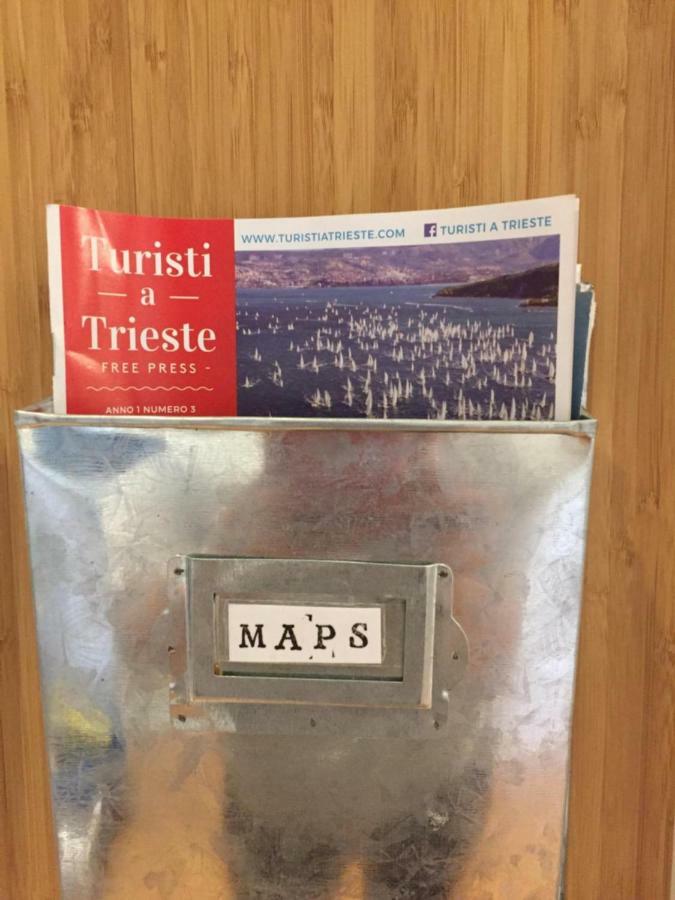 Turisti
a
Trieste
- FREE PRESS -
ANNO 1 NUMERO 3
WWW.TURISTIATRIESTE.COM
f TURISTI A TRIESTE
MAPS